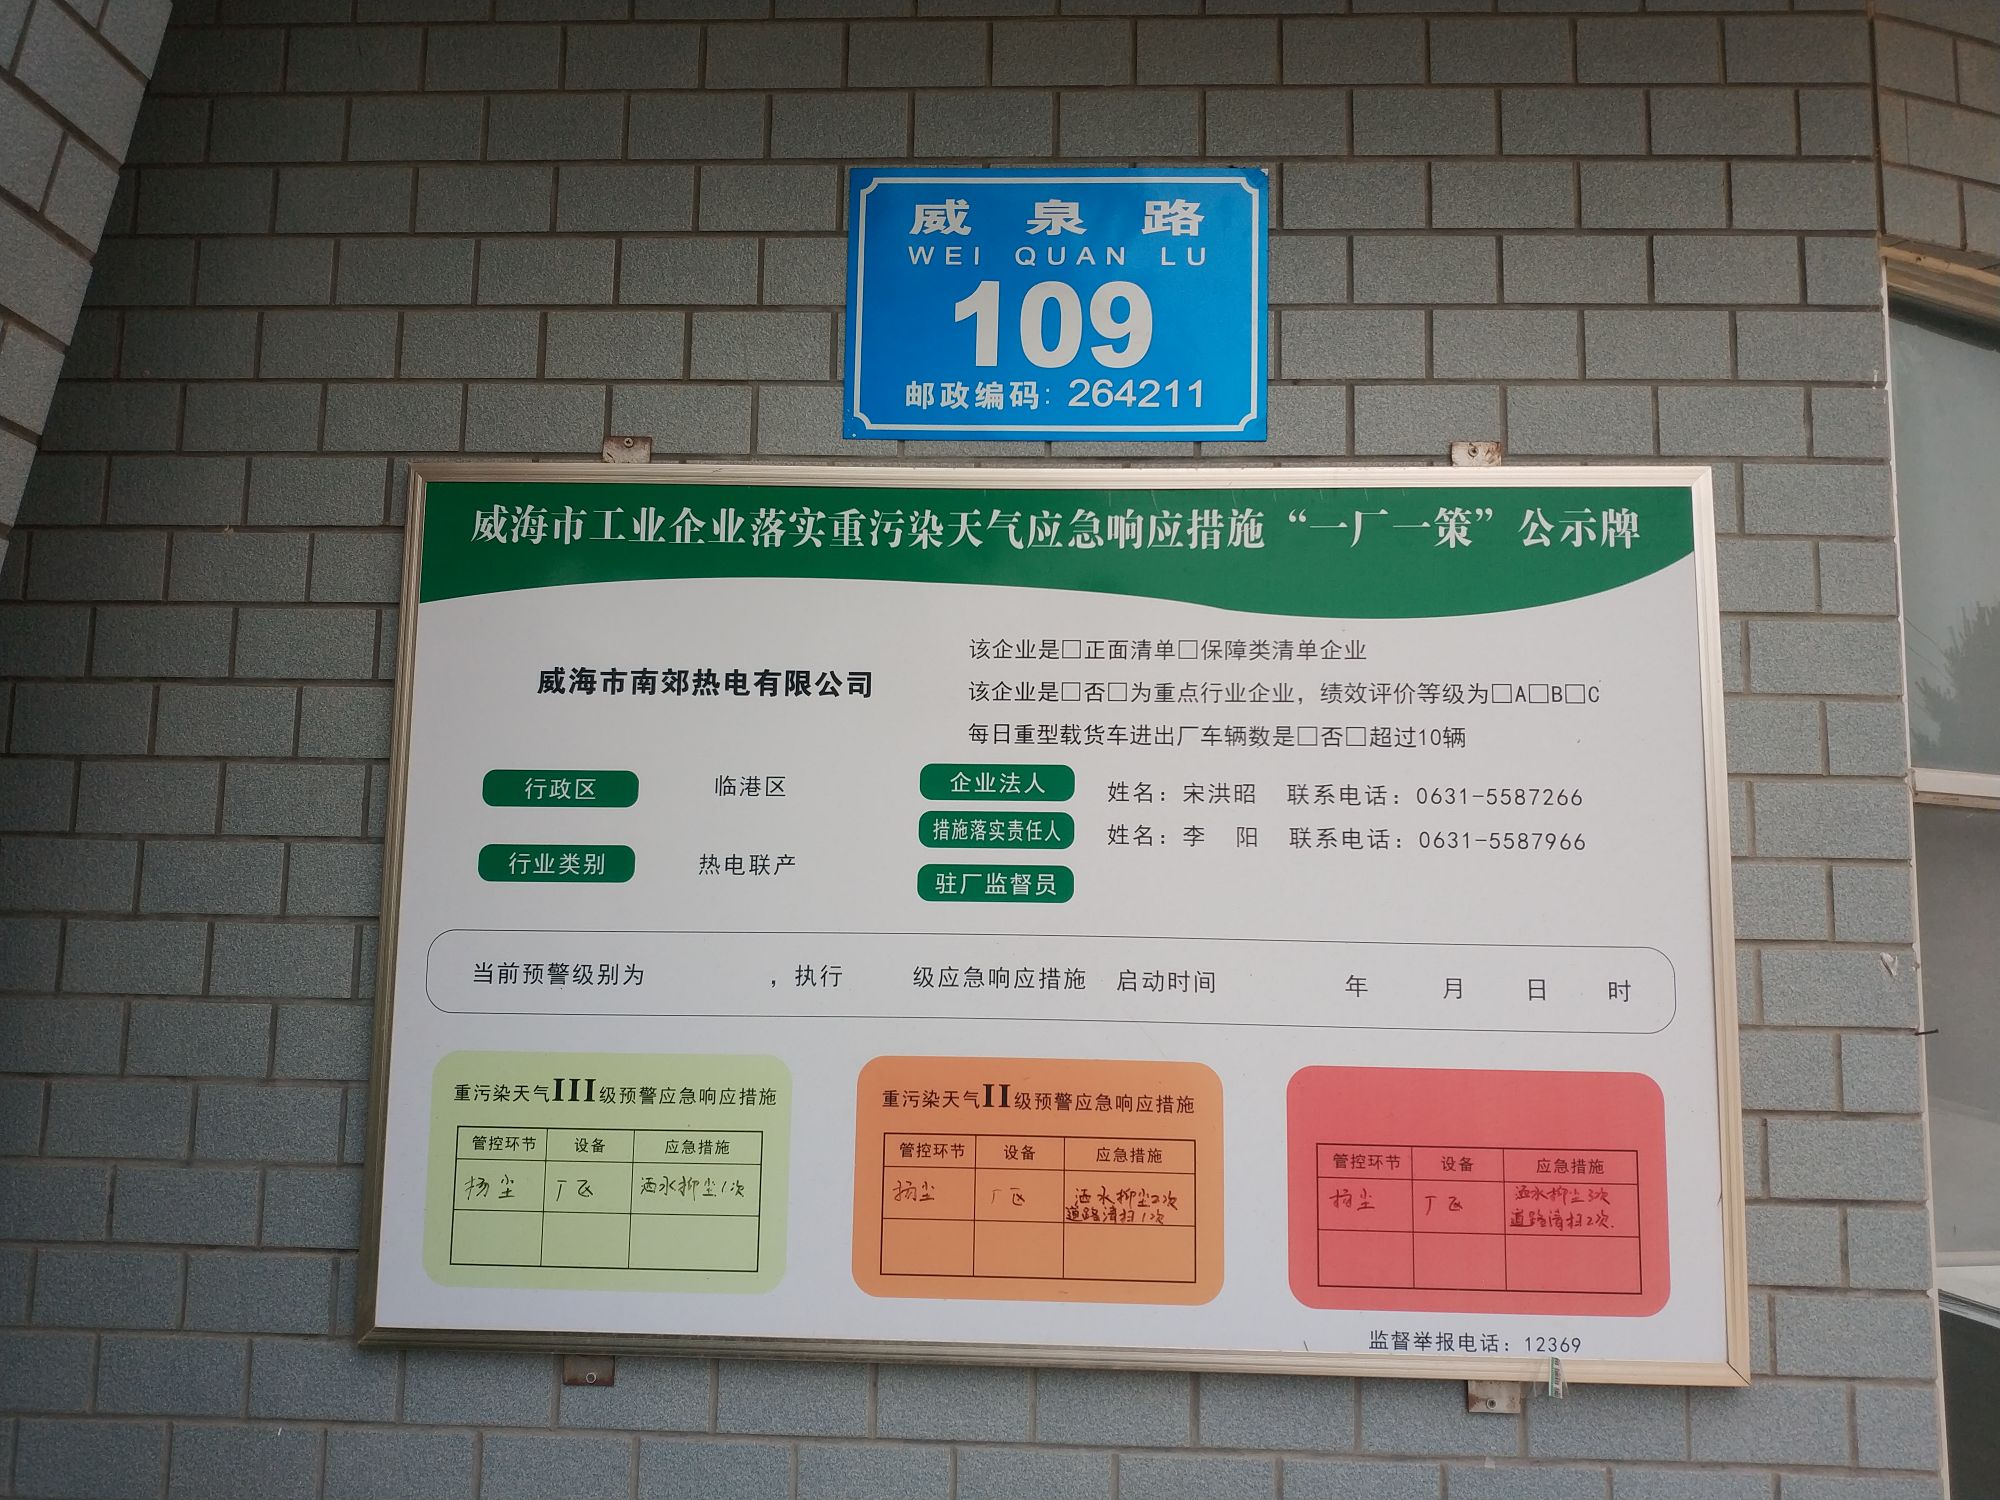 威泉路
WEI QUAN LU
109
邮政编码：264211
威海市工业企业落实重污染天气应急响应措施“一厂一策”公示牌
威海市南郊热电有限公司
该企业是□正面清单□保障类清单企业
该企业是□否□为重点行业企业，绩效评价等级为□A□B□C
每日重型载货车进出厂车辆数是□否□超过10辆
行政区 临港区
行业类别 热电联产
企业法人 姓名：宋洪昭 联系电话：0631-5587266
措施落实责任人 姓名：李 阳 联系电话：0631-5587966
驻厂监督员
当前预警级别为 ，执行 级应急响应措施 启动时间 年 月 日 时
重污染天气III级预警应急响应措施
管控环节 设备 应急措施
扬尘 厂区 洒水抑尘1次
重污染天气II级预警应急响应措施
管控环节 设备 应急措施
扬尘 厂区 洒水抑尘2次
道路清扫1次
管控环节 设备 应急措施
扬尘 厂区 洒水抑尘3次
道路清扫2次
监督举报电话：12369